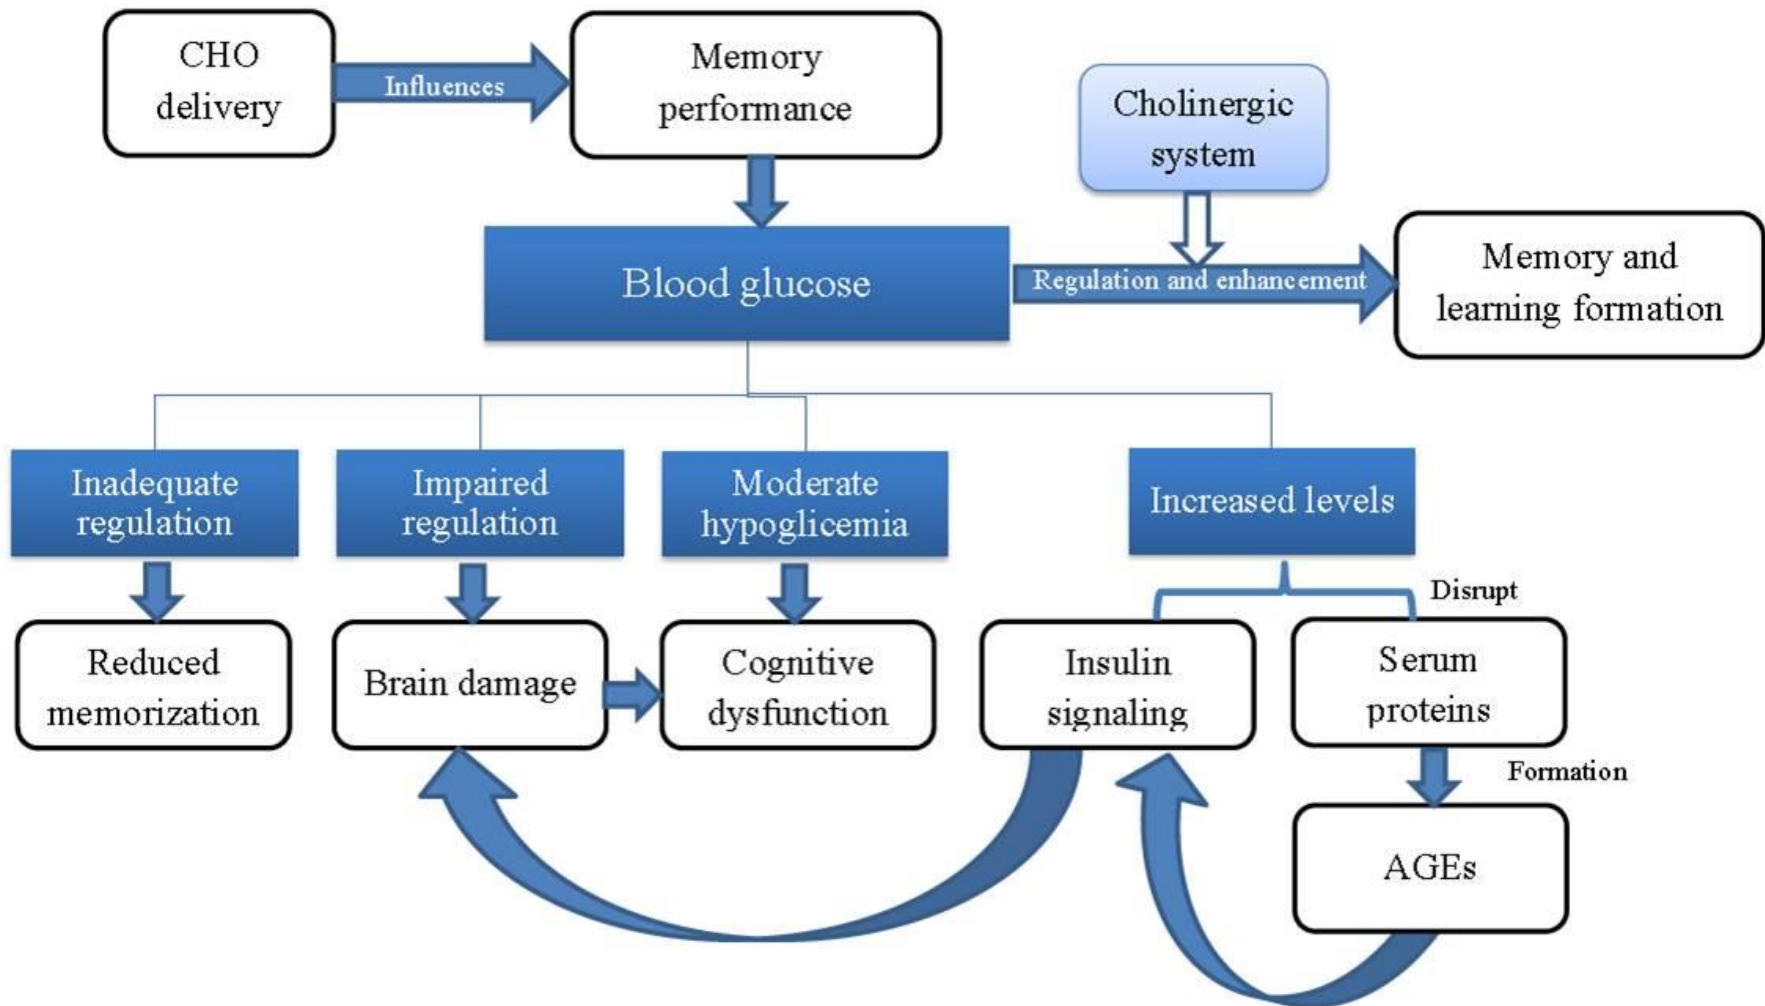 CHO
delivery
Influences
Memory
performance
Cholinergic
system
Blood glucose
Regulation and enhancement
Memory and
learning formation
Inadequate
regulation
Impaired
regulation
Moderate
hypoglicemia
Increased levels
Disrupt
Reduced
memorization
Brain damage
Cognitive
dysfunction
Insulin
signaling
Serum
proteins
Formation
AGEs